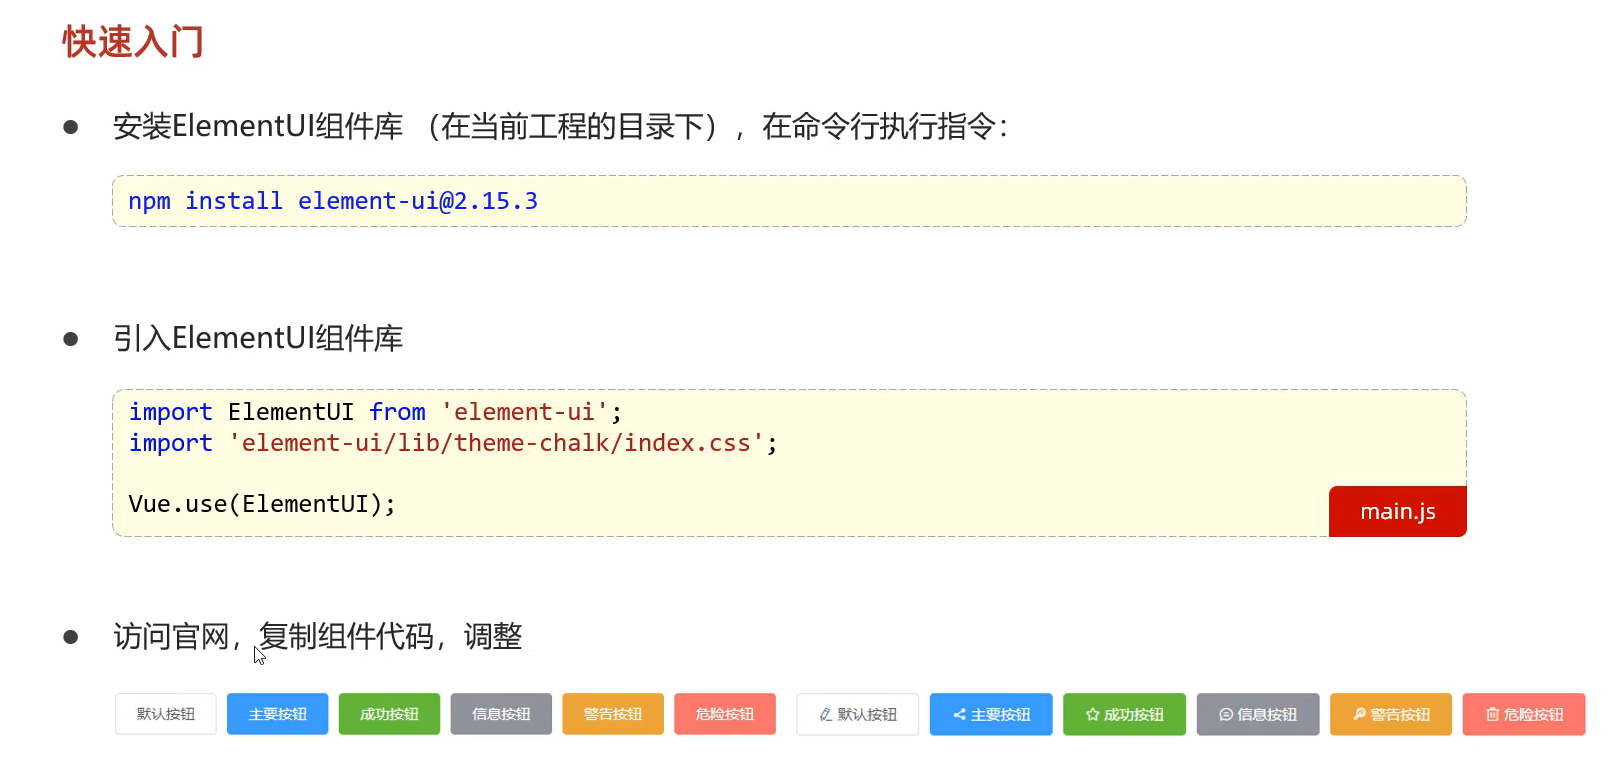 快速入门
安装ElementUI组件库 （在当前工程的目录下），在命令行执行指令：
npm install element-ui@2.15.3
引入ElementUI组件库
import ElementUI from 'element-ui';
import 'element-ui/lib/theme-chalk/index.css';
Vue.use(ElementUI);
main.js
访问官网，复制组件代码，调整
默认按钮 主要按钮 成功按钮 信息按钮 警告按钮 危险按钮 默认按钮 主要按钮 成功按钮 信息按钮 警告按钮 危险按钮